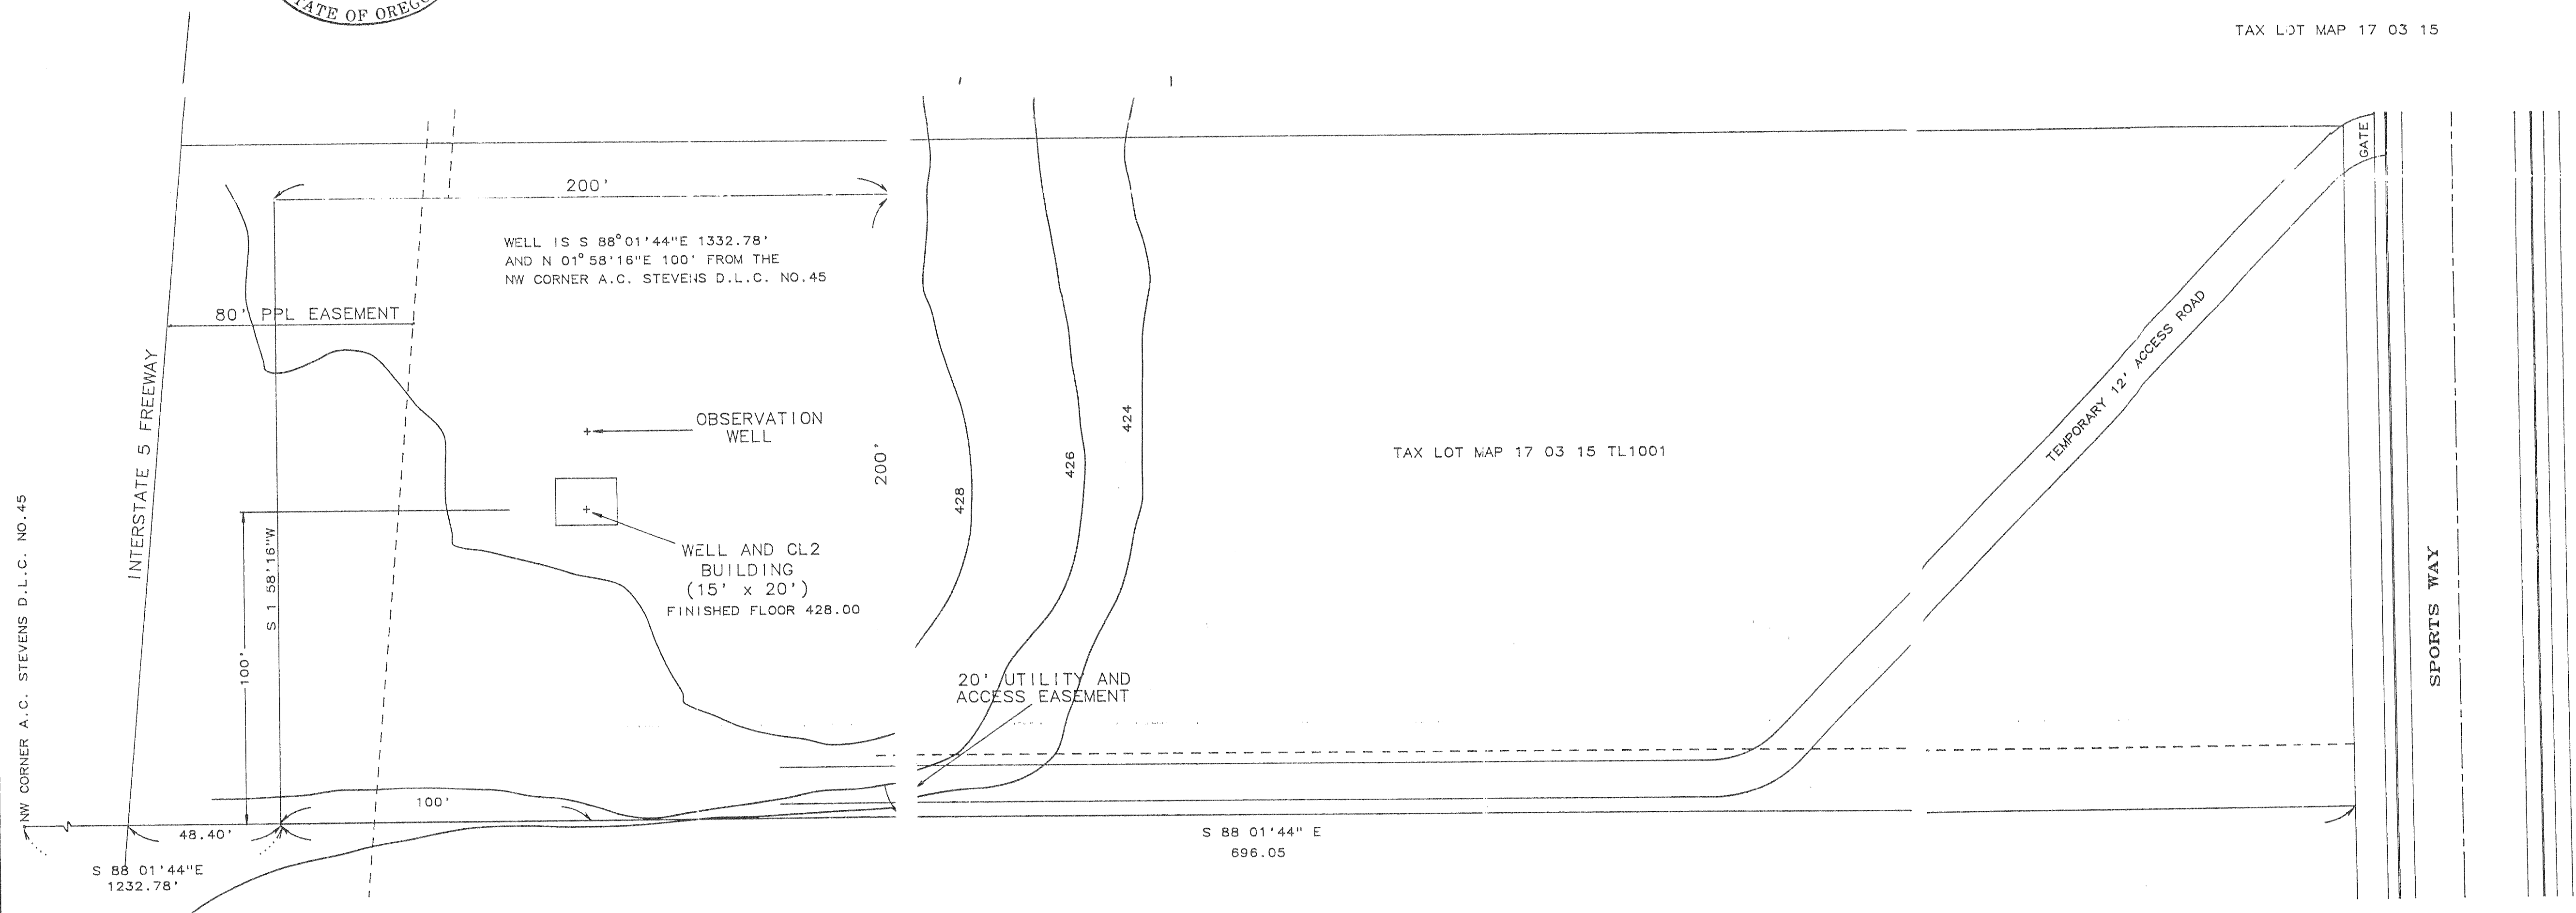 STATE OF OREGO
TAX LOT MAP 17 03 15
GATE
200'
WELL IS S 88°01'44"E 1332.78'
AND N 01°58'16"E 100' FROM THE
NW CORNER A.C. STEVENS D.L.C. NO.45
80' PPL EASEMENT
INTERSTATE 5 FREEWAY
OBSERVATION
WELL
200'
428
426
424
TAX LOT MAP 17 03 15 TL1001
TEMPORARY 12' ACCESS ROAD
SPORTS WAY
NW CORNER A.C. STEVENS D.L.C. NO.45
S 1 58'16"W
100'
WELL AND CL2
BUILDING
(15' x 20')
FINISHED FLOOR 428.00
20' UTILITY AND
ACCESS EASEMENT
100'
48.40'
S 88 01'44"E
1232.78'
S 88 01'44" E
696.05